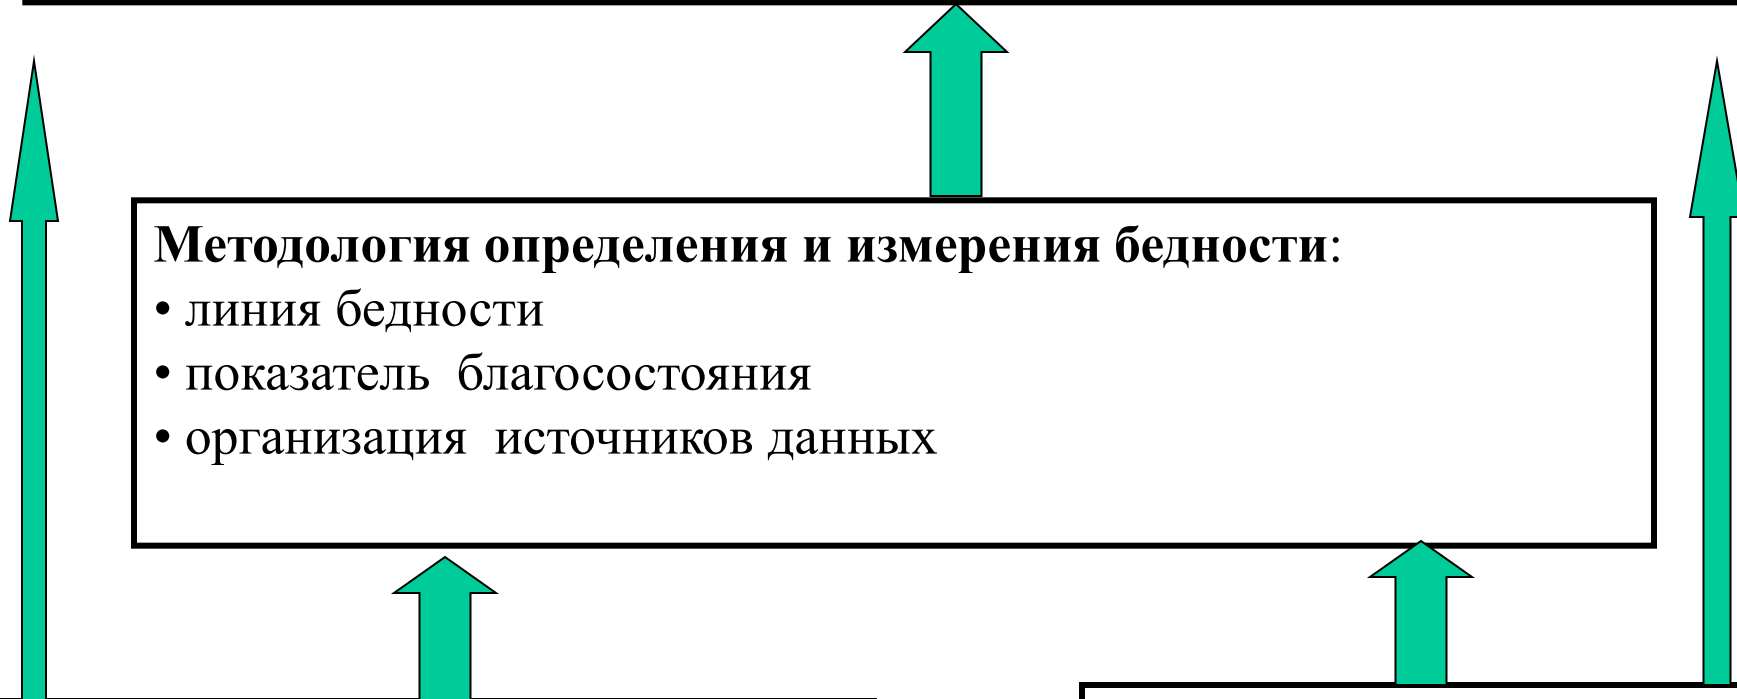 Методология определения и измерения бедности:
• линия бедности
• показатель  благосостояния
• организация  источников данных